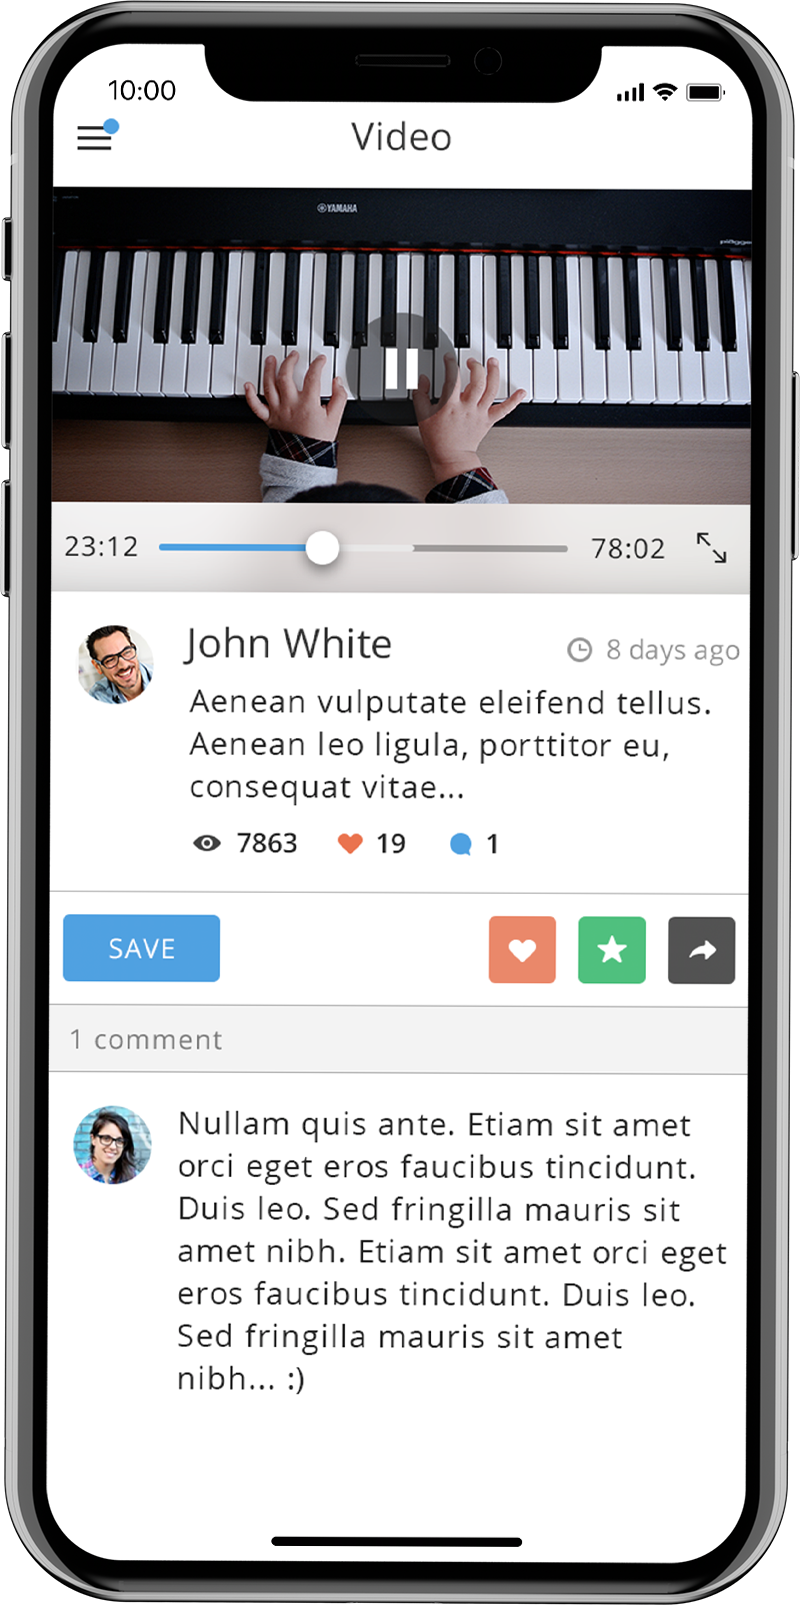 10:00
Video
YAMAHA
piaggero
23:12
78:02
John White
8 days ago
Aenean vulputate eleifend tellus.
Aenean leo ligula, porttitor eu,
consequat vitae...
7863 19 1
SAVE
1 comment
Nullam quis ante. Etiam sit amet
orci eget eros faucibus tincidunt.
Duis leo. Sed fringilla mauris sit
amet nibh. Etiam sit amet orci eget
eros faucibus tincidunt. Duis leo.
Sed fringilla mauris sit amet
nibh... :)